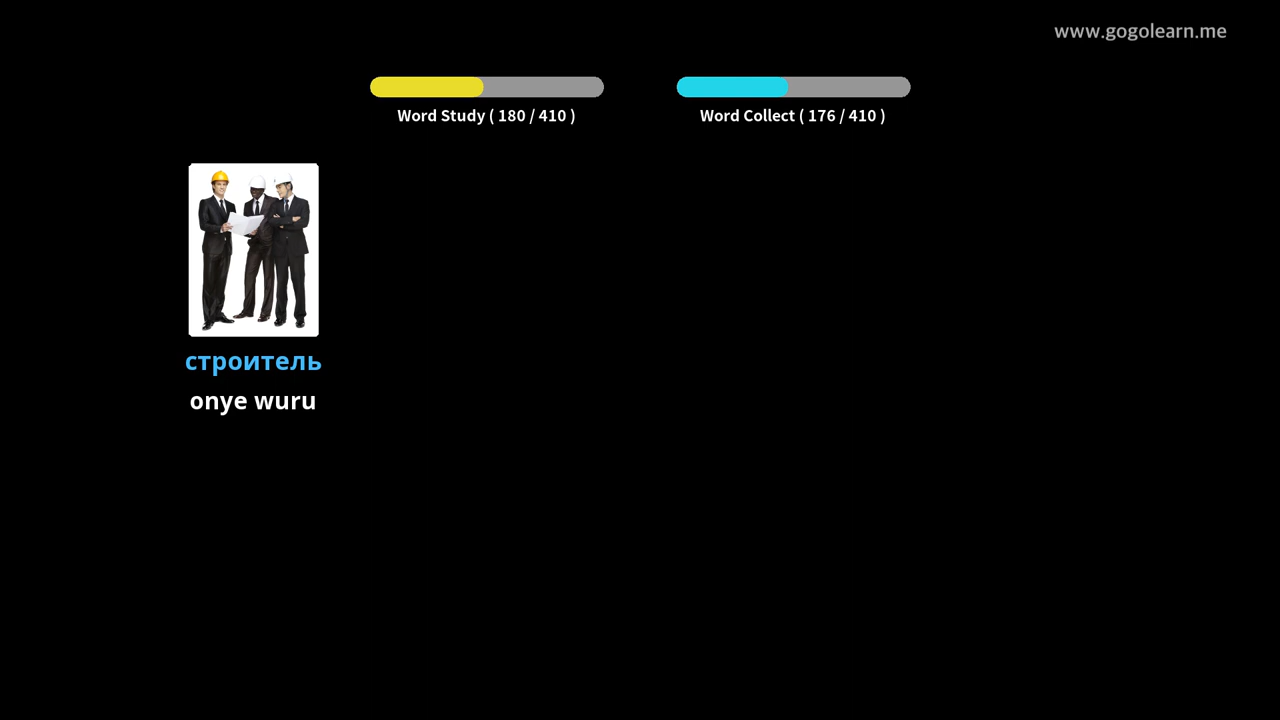 www.gogolearn.me
Word Study ( 180 / 410 )
Word Collect ( 176 / 410 )
строитель
onye wuru